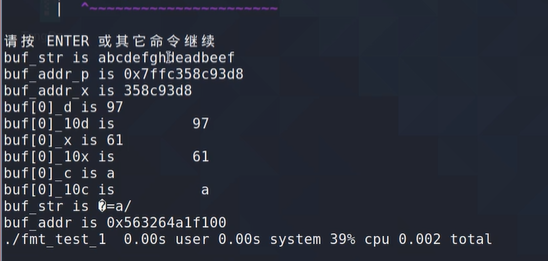 | ^~~~~~~~~~~~~~~~~~~~~~~
请按 ENTER 或其它命令继续
buf_str is abcdefghdeadbeef
buf_addr_p is 0x7ffc358c93d8
buf_addr_x is 358c93d8
buf[0]_d is 97
buf[0]_10d is         97
buf[0]_x is 61
buf[0]_10x is         61
buf[0]_c is a
buf[0]_10c is          a
buf_str is �=a/
buf_addr is 0x563264a1f100
./fmt_test_1  0.00s user 0.00s system 39% cpu 0.002 total